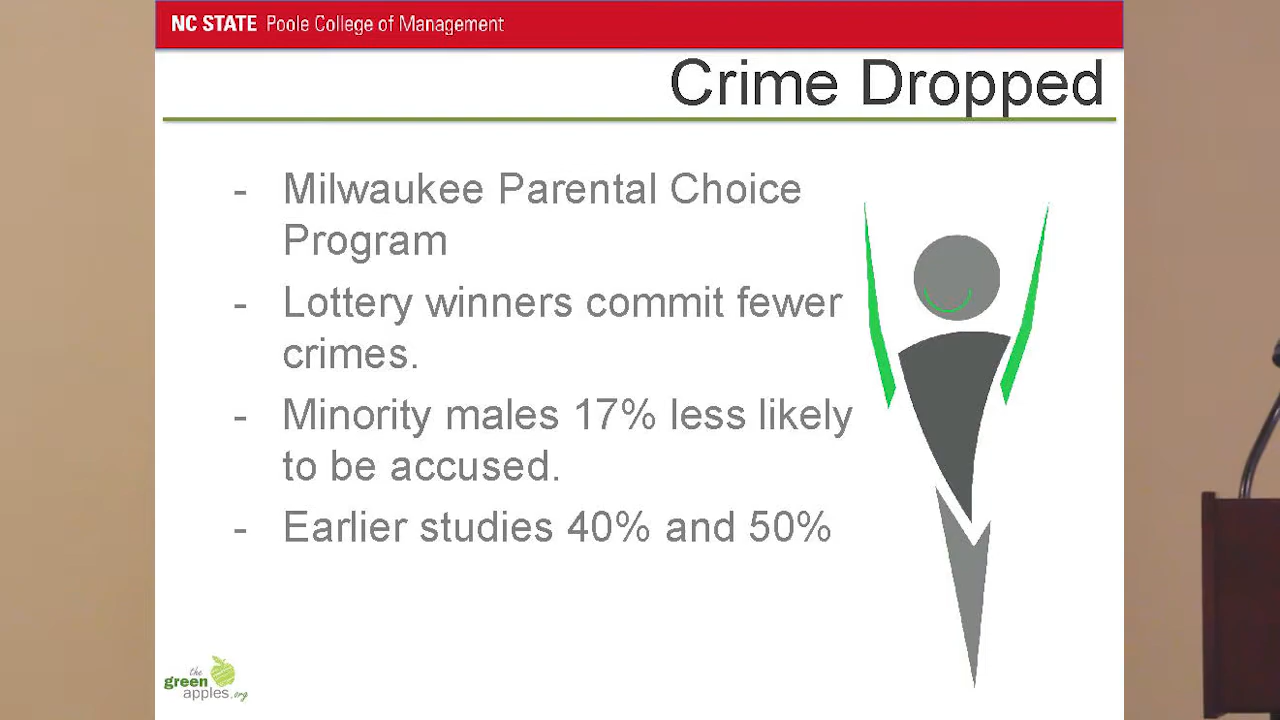 NC STATE Poole College of Management
Crime Dropped
- Milwaukee Parental Choice
Program
- Lottery winners commit fewer
crimes.
- Minority males 17% less likely
to be accused.
- Earlier studies 40% and 50%
the
green
apples.org